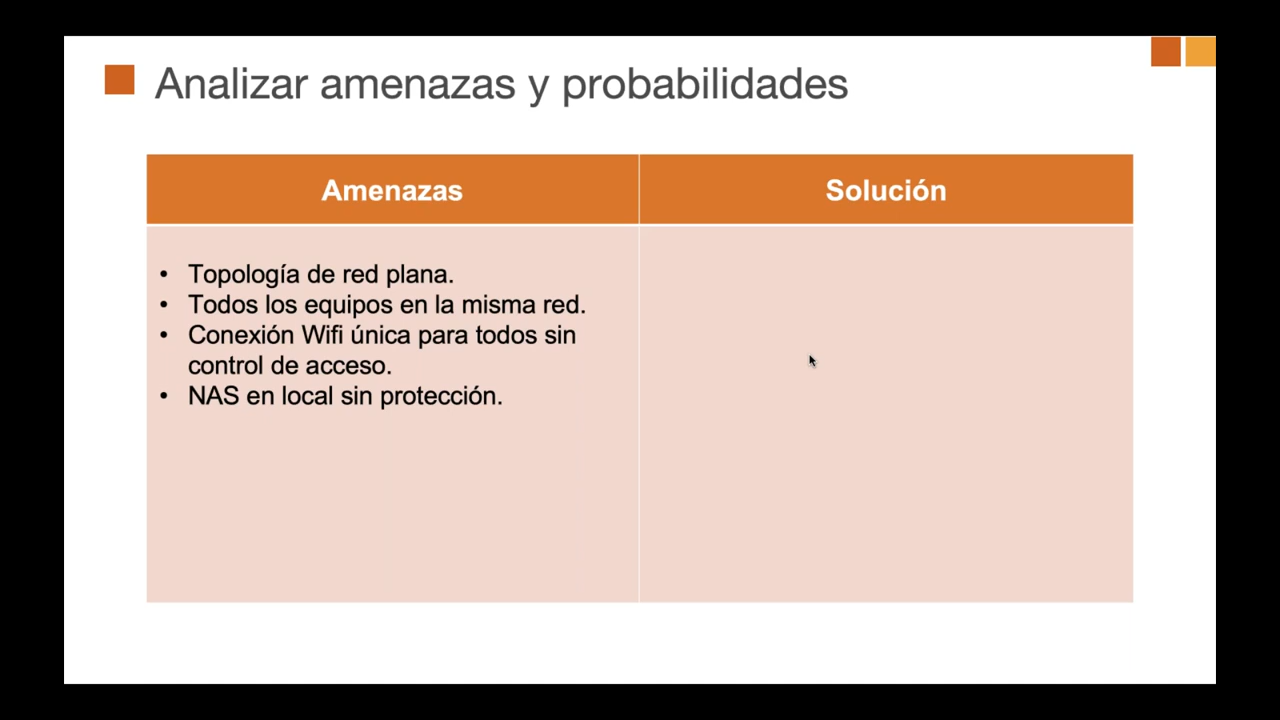 Analizar amenazas y probabilidades
Amenazas
Solución
• Topología de red plana.
• Todos los equipos en la misma red.
• Conexión Wifi única para todos sin
control de acceso.
• NAS en local sin protección.